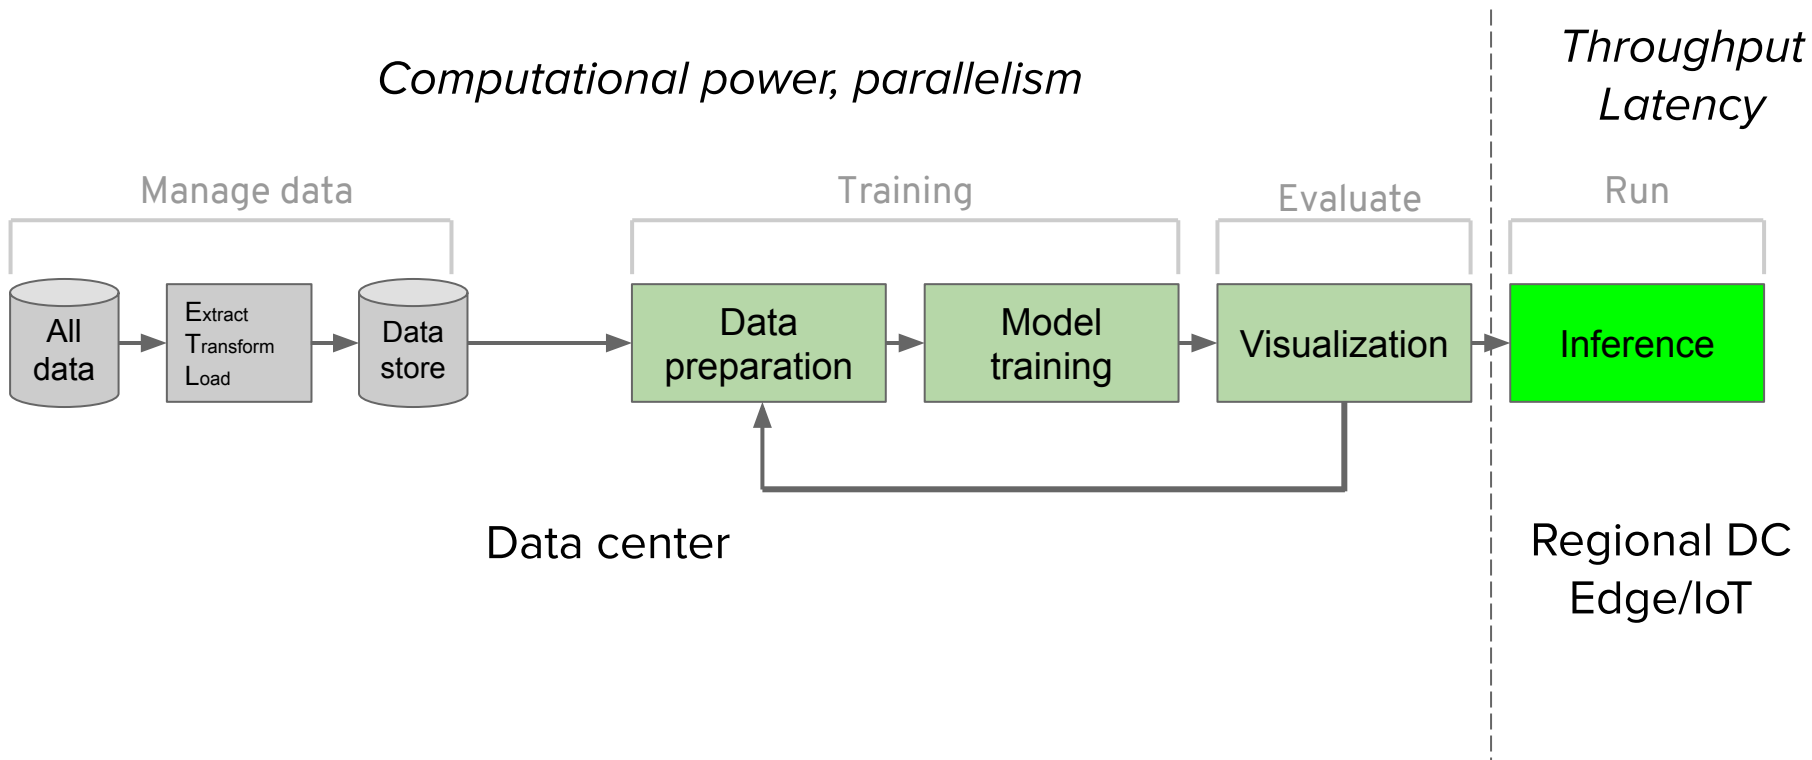 Computational power, parallelism
Throughput
Latency
Manage data
Training
Evaluate
Run
All
data
Extract
Transform
Load
Data
store
Data
preparation
Model
training
Visualization
Inference
Data center
Regional DC
Edge/IoT